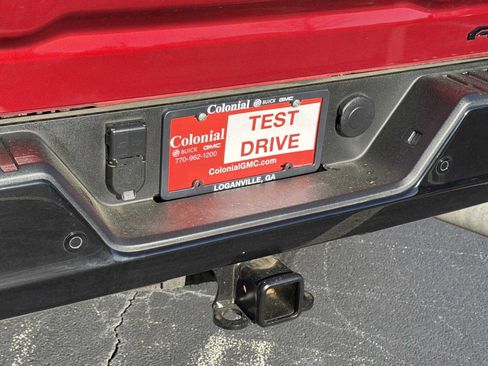 Colonial BUICK GMC
Colonial
BUICK GMC
770-962-1200
TEST
DRIVE
ColonialGMC.com
LOGANVILLE, GA